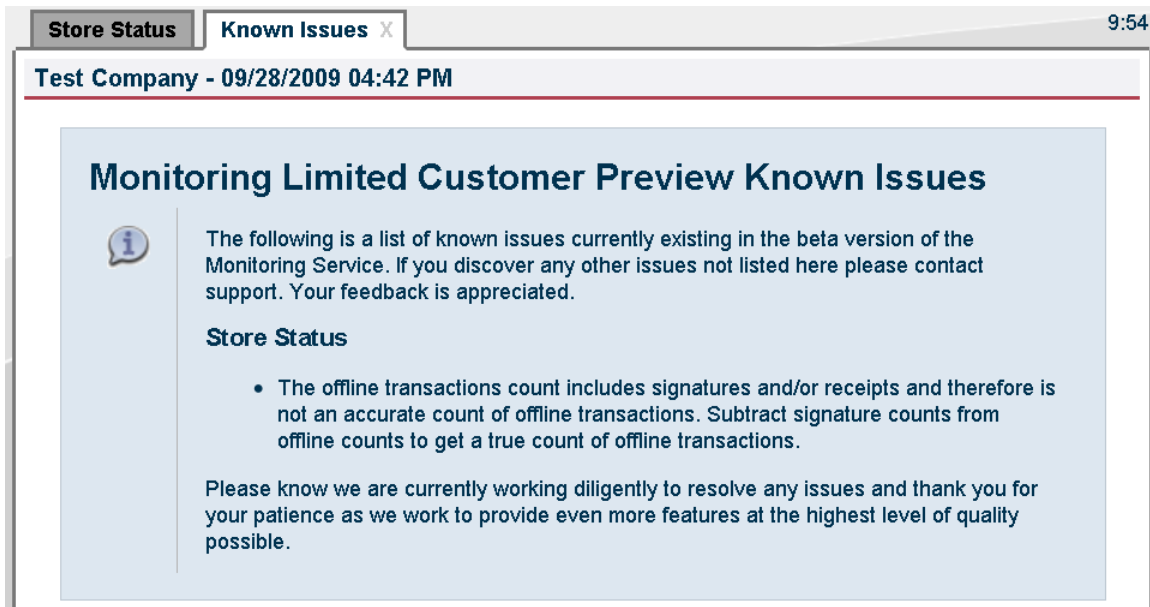 Store Status
Known Issues X
9:54
Test Company - 09/28/2009 04:42 PM
Monitoring Limited Customer Preview Known Issues
The following is a list of known issues currently existing in the beta version of the
Monitoring Service. If you discover any other issues not listed here please contact
support. Your feedback is appreciated.
Store Status
• The offline transactions count includes signatures and/or receipts and therefore is
not an accurate count of offline transactions. Subtract signature counts from
offline counts to get a true count of offline transactions.
Please know we are currently working diligently to resolve any issues and thank you for
your patience as we work to provide even more features at the highest level of quality
possible.